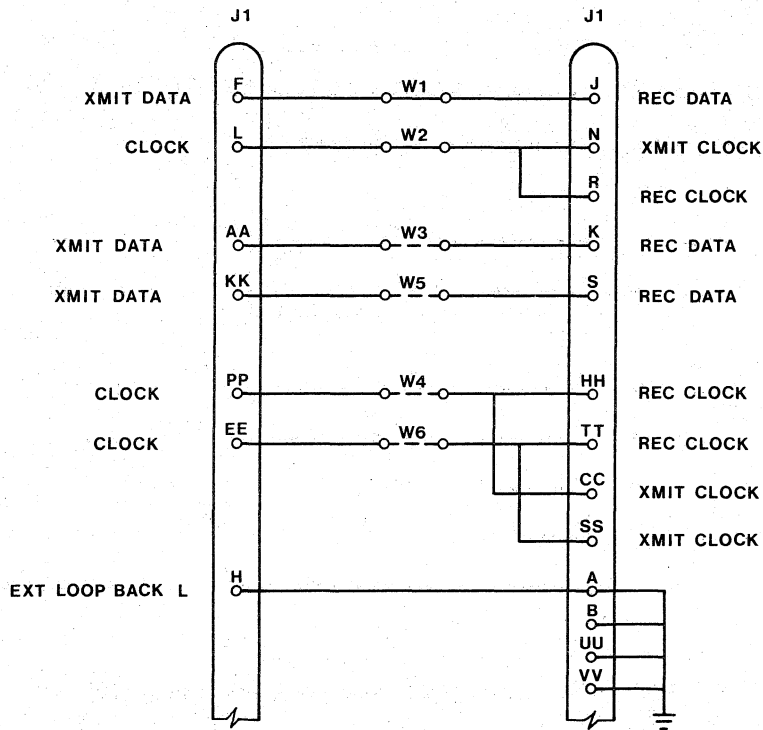 J1 J1
F W1 J
XMIT DATA REC DATA
L W2 N
CLOCK XMIT CLOCK
R
REC CLOCK
AA W3 K
XMIT DATA REC DATA
KK W5 S
XMIT DATA REC DATA
PP W4 HH
CLOCK REC CLOCK
EE W6 TT
CLOCK REC CLOCK
CC
XMIT CLOCK
SS
XMIT CLOCK
H A
EXT LOOP BACK L
B
UU
VV